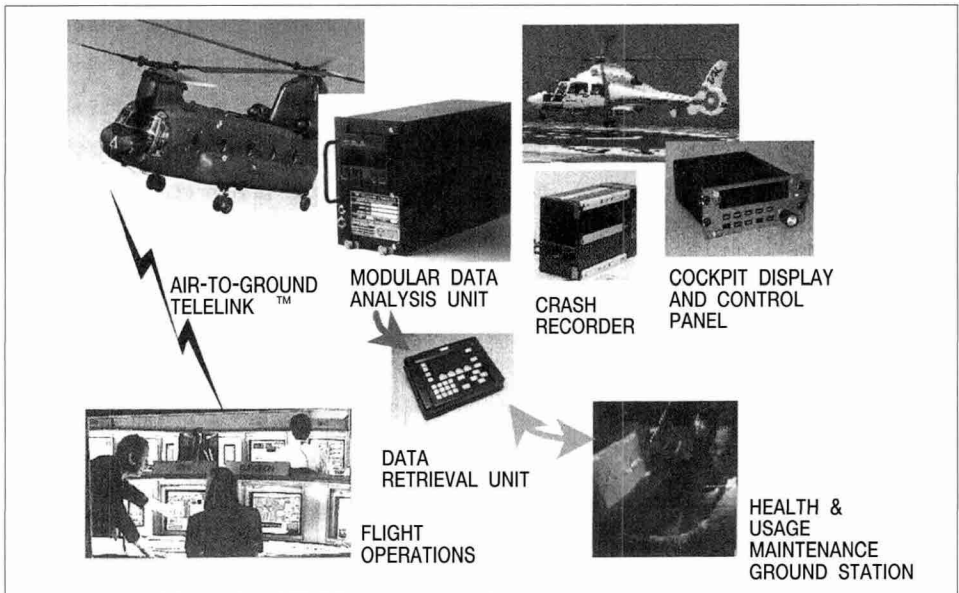 4
AIR-TO-GROUND
TELELINK ™
MODULAR DATA
ANALYSIS UNIT
CRASH
RECORDER
COCKPIT DISPLAY
AND CONTROL
PANEL
DATA
RETRIEVAL UNIT
FLIGHT
OPERATIONS
HEALTH &
USAGE
MAINTENANCE
GROUND STATION